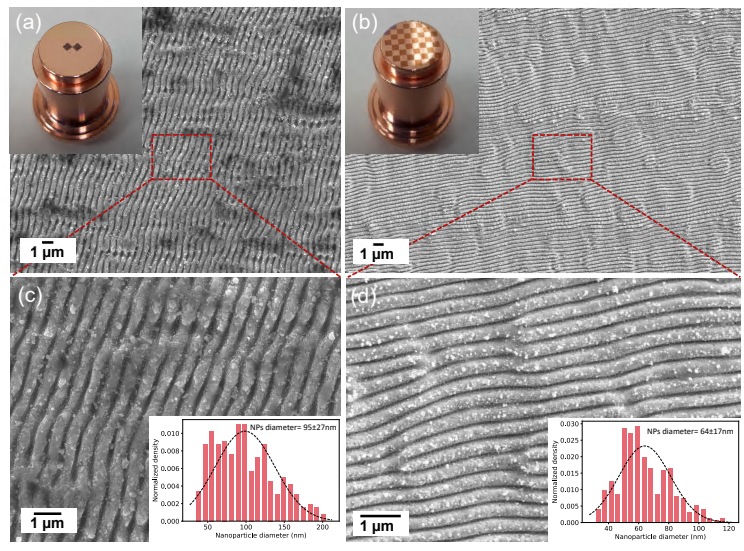 (a)
1 μm
(b)
1 μm
(c)
1 μm
NPs diameter= 95±27nm
Normalized density
0.010
0.008
0.006
0.004
0.002
0.000
50
100
150
200
Nanoparticle diameter (nm)
(d)
1 μm
NPs diameter= 64±17nm
Normalized density
0.030
0.025
0.020
0.015
0.010
0.005
0.000
40
60
80
100
120
Nanoparticle diameter (nm)